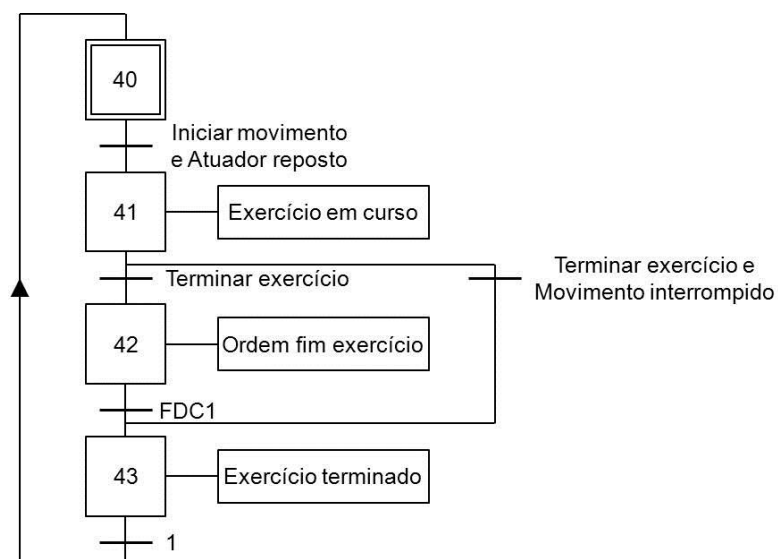 40
Iniciar movimento
e Atuador reposto
41
Exercício em curso
Terminar exercício
Terminar exercício e
Movimento interrompido
42
Ordem fim exercício
FDC1
43
Exercício terminado
1